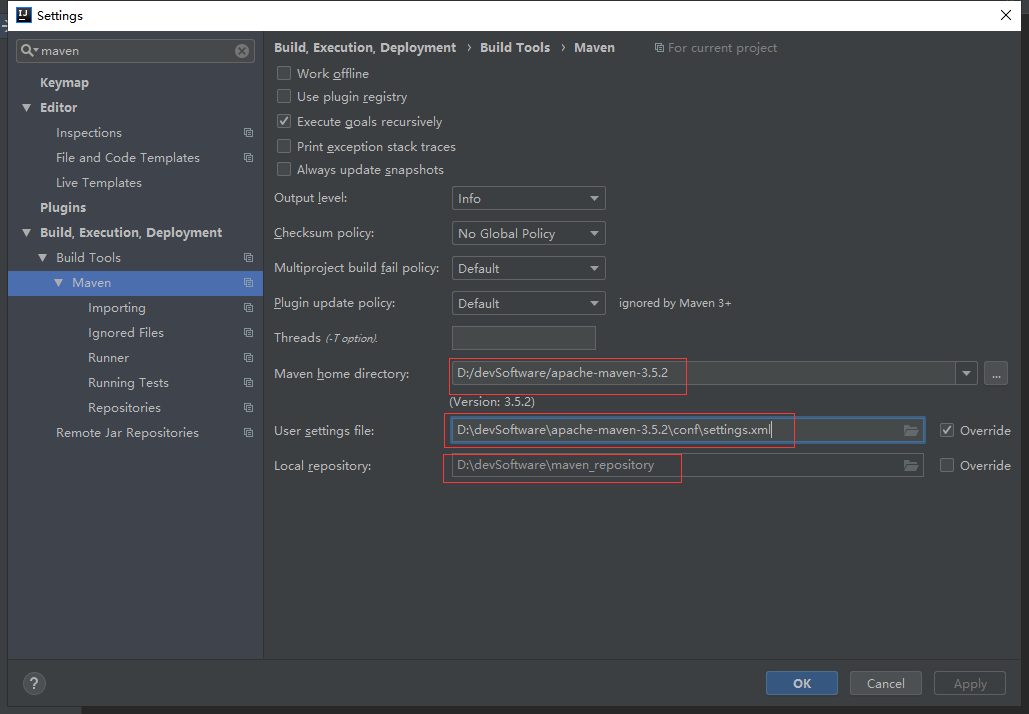 Settings
maven
Keymap
Editor
Inspections
File and Code Templates
Live Templates
Plugins
Build, Execution, Deployment
Build Tools
Maven
Importing
Ignored Files
Runner
Running Tests
Repositories
Remote Jar Repositories
Build, Execution, Deployment › Build Tools › Maven For current project
Work offline
Use plugin registry
Execute goals recursively
Print exception stack traces
Always update snapshots
Output level: Info
Checksum policy: No Global Policy
Multiproject build fail policy: Default
Plugin update policy: Default ignored by Maven 3+
Threads (-T option).
Maven home directory: D:/devSoftware/apache-maven-3.5.2 ...
(Version: 3.5.2)
User settings file: D:\devSoftware\apache-maven-3.5.2\conf\settings.xml Override
Local repository: D:\devSoftware\maven_repository Override
? OK Cancel Apply